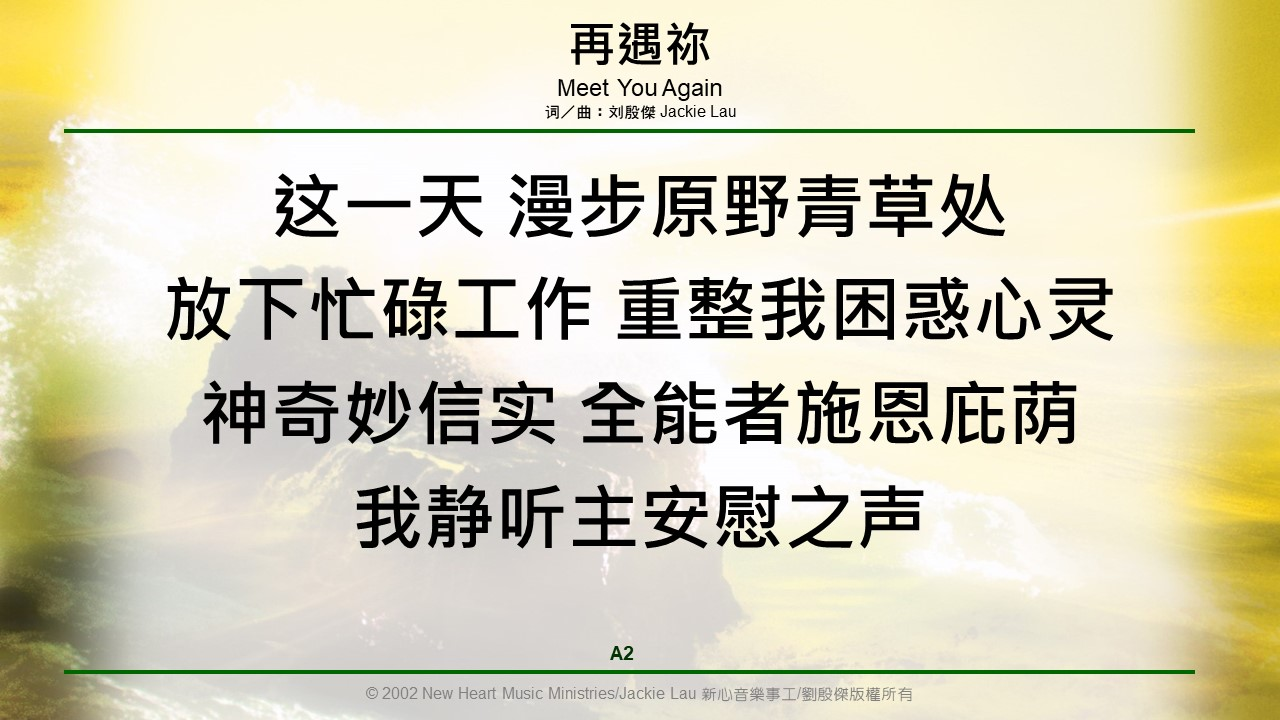 再遇祢
Meet You Again
词／曲：刘殷傑 Jackie Lau
这一天 漫步原野青草处
放下忙碌工作 重整我困惑心灵
神奇妙信实 全能者施恩庇荫
我静听主安慰之声
A2
© 2002 New Heart Music Ministries/Jackie Lau 新心音樂事工/劉殷傑版權所有